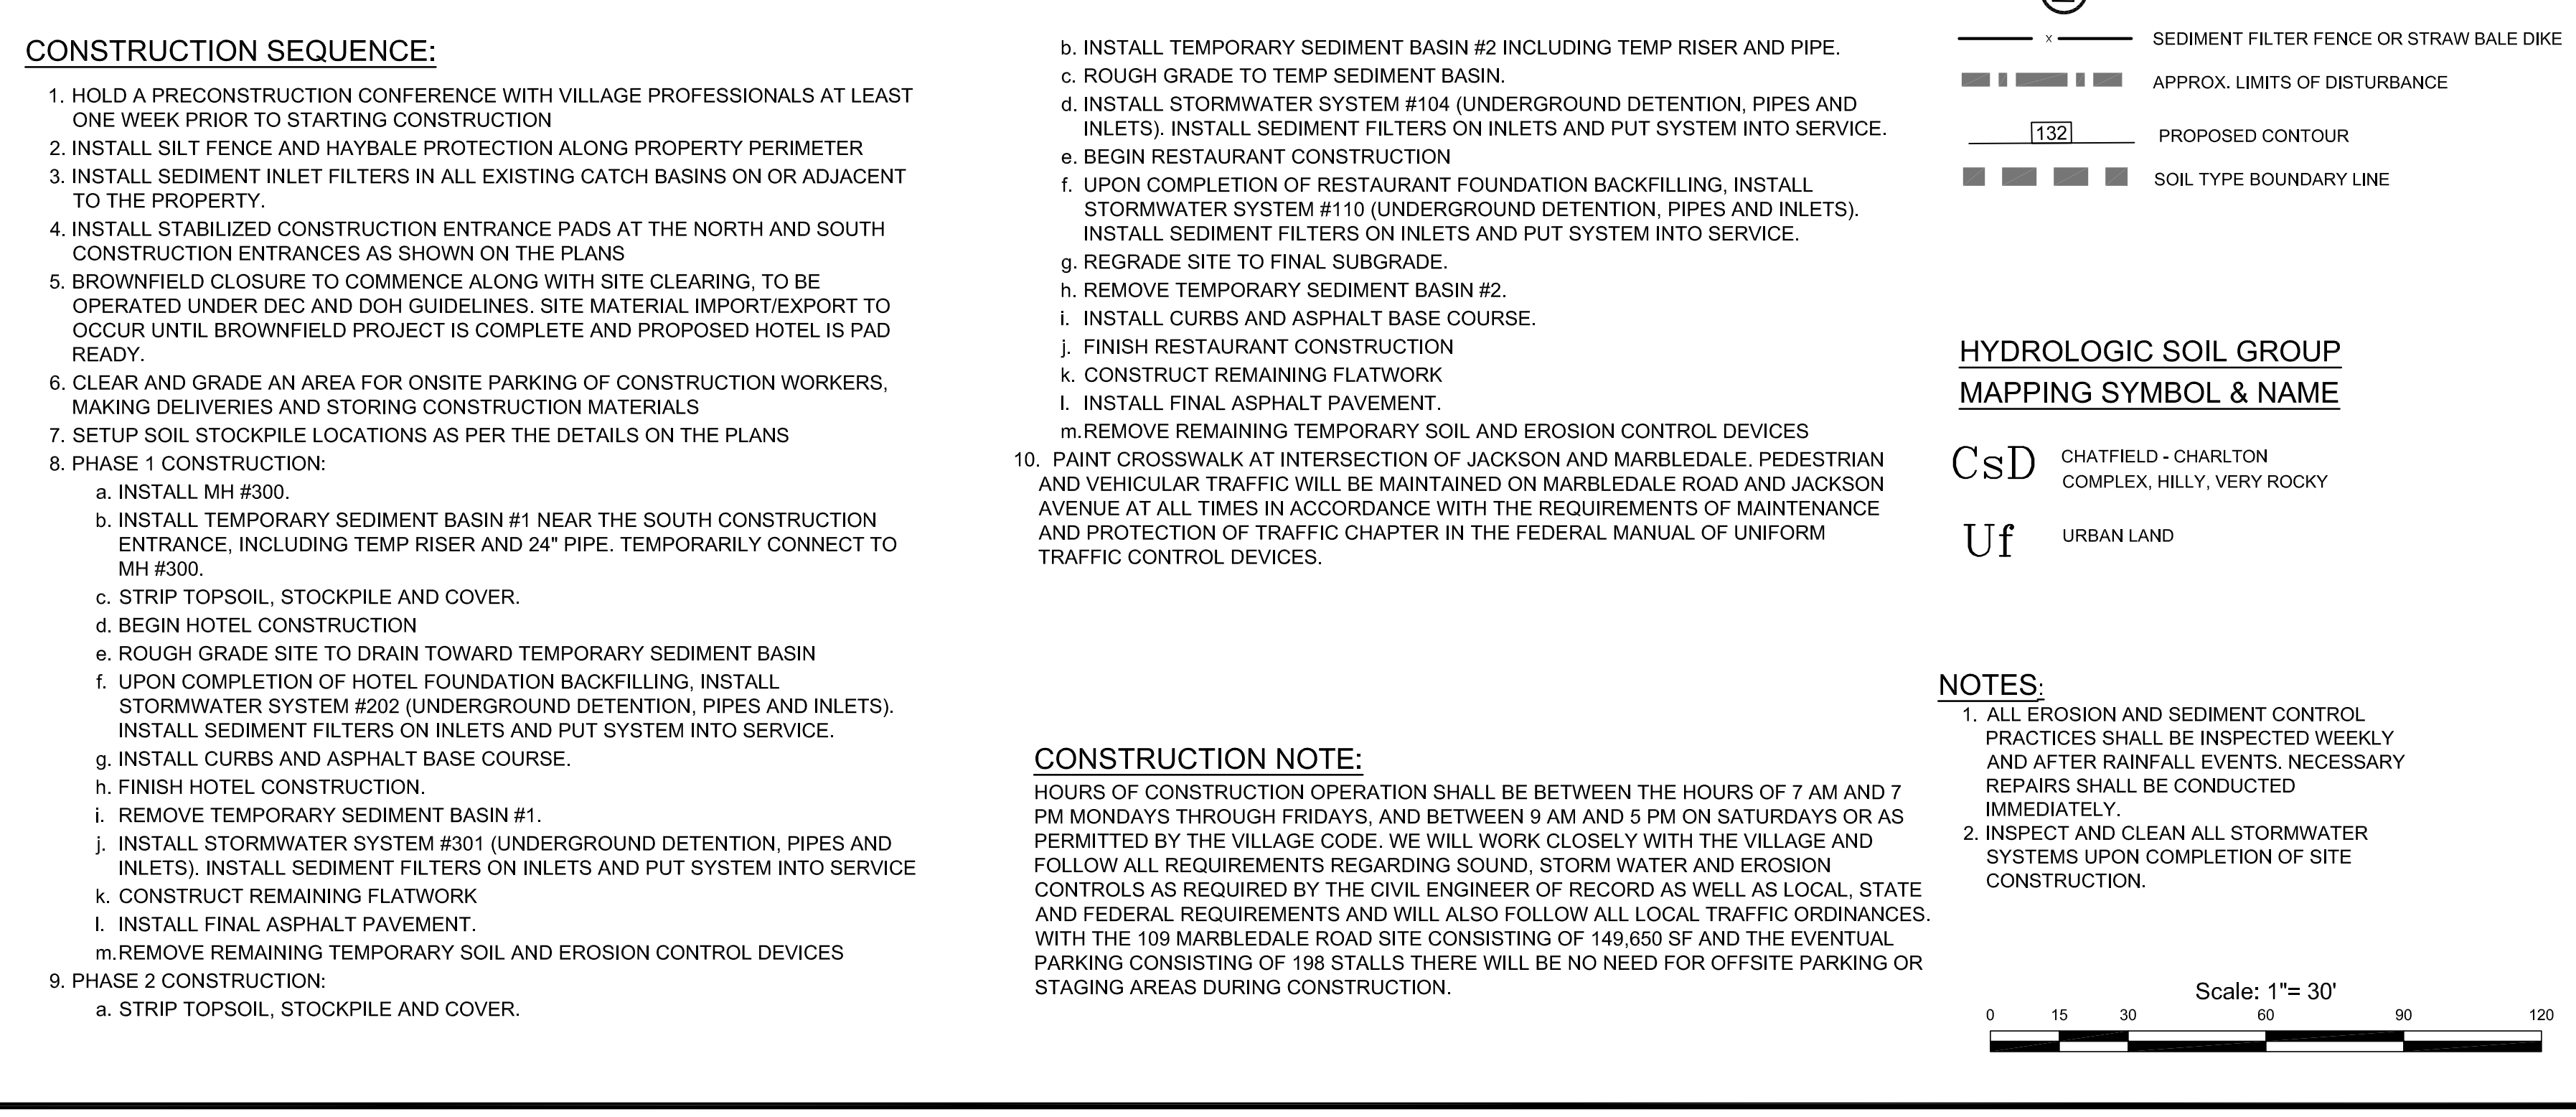 CONSTRUCTION SEQUENCE:
1. HOLD A PRECONSTRUCTION CONFERENCE WITH VILLAGE PROFESSIONALS AT LEAST
ONE WEEK PRIOR TO STARTING CONSTRUCTION
2. INSTALL SILT FENCE AND HAYBALE PROTECTION ALONG PROPERTY PERIMETER
3. INSTALL SEDIMENT INLET FILTERS IN ALL EXISTING CATCH BASINS ON OR ADJACENT
TO THE PROPERTY.
4. INSTALL STABILIZED CONSTRUCTION ENTRANCE PADS AT THE NORTH AND SOUTH
CONSTRUCTION ENTRANCES AS SHOWN ON THE PLANS
5. BROWNFIELD CLOSURE TO COMMENCE ALONG WITH SITE CLEARING, TO BE
OPERATED UNDER DEC AND DOH GUIDELINES. SITE MATERIAL IMPORT/EXPORT TO
OCCUR UNTIL BROWNFIELD PROJECT IS COMPLETE AND PROPOSED HOTEL IS PAD
READY.
6. CLEAR AND GRADE AN AREA FOR ONSITE PARKING OF CONSTRUCTION WORKERS,
MAKING DELIVERIES AND STORING CONSTRUCTION MATERIALS
7. SETUP SOIL STOCKPILE LOCATIONS AS PER THE DETAILS ON THE PLANS
8. PHASE 1 CONSTRUCTION:
a. INSTALL MH #300.
b. INSTALL TEMPORARY SEDIMENT BASIN #1 NEAR THE SOUTH CONSTRUCTION
ENTRANCE, INCLUDING TEMP RISER AND 24" PIPE. TEMPORARILY CONNECT TO
MH #300.
c. STRIP TOPSOIL, STOCKPILE AND COVER.
d. BEGIN HOTEL CONSTRUCTION
e. ROUGH GRADE SITE TO DRAIN TOWARD TEMPORARY SEDIMENT BASIN
f. UPON COMPLETION OF HOTEL FOUNDATION BACKFILLING, INSTALL
STORMWATER SYSTEM #202 (UNDERGROUND DETENTION, PIPES AND INLETS).
INSTALL SEDIMENT FILTERS ON INLETS AND PUT SYSTEM INTO SERVICE.
g. INSTALL CURBS AND ASPHALT BASE COURSE.
h. FINISH HOTEL CONSTRUCTION.
i. REMOVE TEMPORARY SEDIMENT BASIN #1.
j. INSTALL STORMWATER SYSTEM #301 (UNDERGROUND DETENTION, PIPES AND
INLETS). INSTALL SEDIMENT FILTERS ON INLETS AND PUT SYSTEM INTO SERVICE
k. CONSTRUCT REMAINING FLATWORK
l. INSTALL FINAL ASPHALT PAVEMENT.
m. REMOVE REMAINING TEMPORARY SOIL AND EROSION CONTROL DEVICES
9. PHASE 2 CONSTRUCTION:
a. STRIP TOPSOIL, STOCKPILE AND COVER.
b. INSTALL TEMPORARY SEDIMENT BASIN #2 INCLUDING TEMP RISER AND PIPE.
c. ROUGH GRADE TO TEMP SEDIMENT BASIN.
d. INSTALL STORMWATER SYSTEM #104 (UNDERGROUND DETENTION, PIPES AND
INLETS). INSTALL SEDIMENT FILTERS ON INLETS AND PUT SYSTEM INTO SERVICE.
e. BEGIN RESTAURANT CONSTRUCTION
f. UPON COMPLETION OF RESTAURANT FOUNDATION BACKFILLING, INSTALL
STORMWATER SYSTEM #110 (UNDERGROUND DETENTION, PIPES AND INLETS).
INSTALL SEDIMENT FILTERS ON INLETS AND PUT SYSTEM INTO SERVICE.
g. REGRADE SITE TO FINAL SUBGRADE.
h. REMOVE TEMPORARY SEDIMENT BASIN #2.
i. INSTALL CURBS AND ASPHALT BASE COURSE.
j. FINISH RESTAURANT CONSTRUCTION
k. CONSTRUCT REMAINING FLATWORK
l. INSTALL FINAL ASPHALT PAVEMENT.
m. REMOVE REMAINING TEMPORARY SOIL AND EROSION CONTROL DEVICES
10. PAINT CROSSWALK AT INTERSECTION OF JACKSON AND MARBLEDALE. PEDESTRIAN
AND VEHICULAR TRAFFIC WILL BE MAINTAINED ON MARBLEDALE ROAD AND JACKSON
AVENUE AT ALL TIMES IN ACCORDANCE WITH THE REQUIREMENTS OF MAINTENANCE
AND PROTECTION OF TRAFFIC CHAPTER IN THE FEDERAL MANUAL OF UNIFORM
TRAFFIC CONTROL DEVICES.
CONSTRUCTION NOTE:
HOURS OF CONSTRUCTION OPERATION SHALL BE BETWEEN THE HOURS OF 7 AM AND 7
PM MONDAYS THROUGH FRIDAYS, AND BETWEEN 9 AM AND 5 PM ON SATURDAYS OR AS
PERMITTED BY THE VILLAGE CODE. WE WILL WORK CLOSELY WITH THE VILLAGE AND
FOLLOW ALL REQUIREMENTS REGARDING SOUND, STORM WATER AND EROSION
CONTROLS AS REQUIRED BY THE CIVIL ENGINEER OF RECORD AS WELL AS LOCAL, STATE
AND FEDERAL REQUIREMENTS AND WILL ALSO FOLLOW ALL LOCAL TRAFFIC ORDINANCES.
WITH THE 109 MARBLEDALE ROAD SITE CONSISTING OF 149,650 SF AND THE EVENTUAL
PARKING CONSISTING OF 198 STALLS THERE WILL BE NO NEED FOR OFFSITE PARKING OR
STAGING AREAS DURING CONSTRUCTION.
x SEDIMENT FILTER FENCE OR STRAW BALE DIKE
APPROX. LIMITS OF DISTURBANCE
132 PROPOSED CONTOUR
SOIL TYPE BOUNDARY LINE
HYDROLOGIC SOIL GROUP
MAPPING SYMBOL & NAME
CsD CHATFIELD - CHARLTON
COMPLEX, HILLY, VERY ROCKY
Uf URBAN LAND
NOTES:
1. ALL EROSION AND SEDIMENT CONTROL
PRACTICES SHALL BE INSPECTED WEEKLY
AND AFTER RAINFALL EVENTS. NECESSARY
REPAIRS SHALL BE CONDUCTED
IMMEDIATELY.
2. INSPECT AND CLEAN ALL STORMWATER
SYSTEMS UPON COMPLETION OF SITE
CONSTRUCTION.
Scale: 1"= 30'
0 15 30 60 90 120